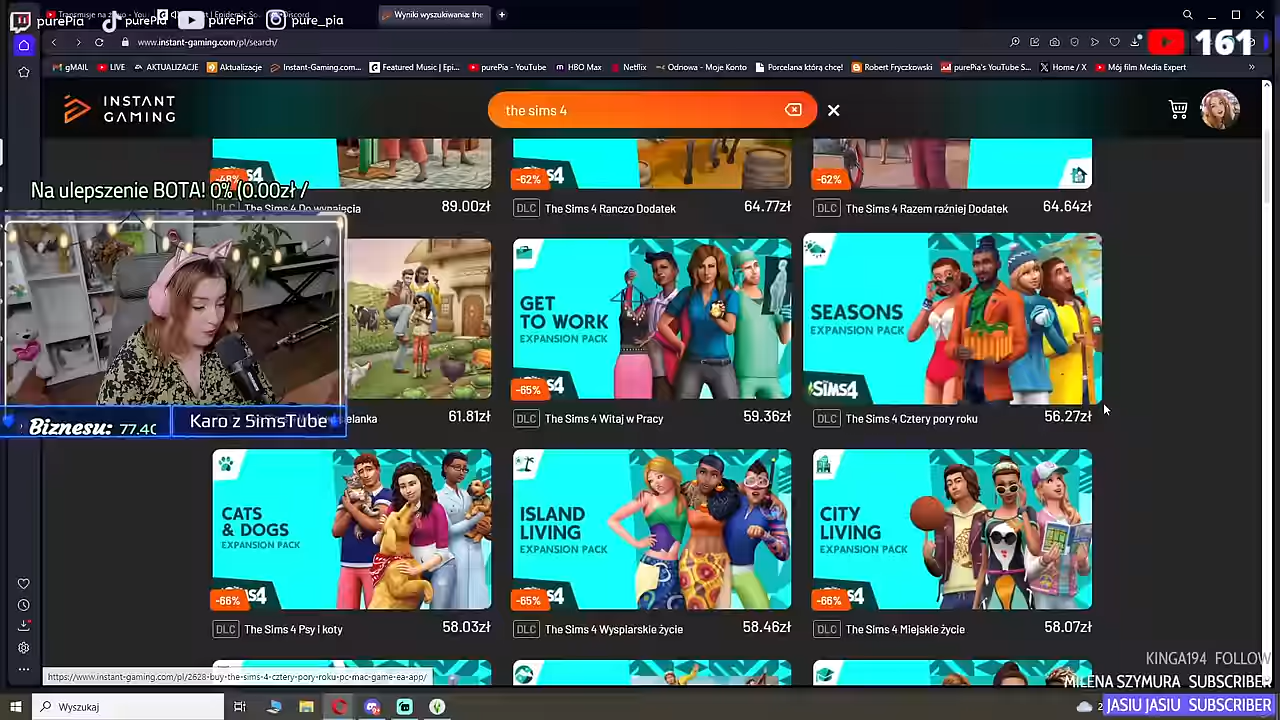 purePia
purePia
purePia
pure_pia
Wyniki wyszukiwania: the
www.instant-gaming.com/pl/search/
161
gMAIL
LIVE
AKTUALIZACJE
Aktualizacje
Instant-Gaming.com...
Featured Music | Epi...
purePia - YouTube
HBO Max
Netflix
Odnowa - Moje Konto
Porcelana którą chcę!
Robert Fryczkowski
purePia's YouTube S...
Home / X
Mój film Media Expert
INSTANT
GAMING
the sims 4
-48%
-62%
-62%
Na ulepszenie BOTA! 0% (0.00zł /
DLC The Sims 4 Do wynajęcia 89.00zł
DLC The Sims 4 Ranczo Dodatek 64.77zł
DLC The Sims 4 Razem raźniej Dodatek 64.64zł
GET
TO WORK
EXPANSION PACK
-65%
SEASONS
EXPANSION PACK
SIMS4
61.81zł
DLC The Sims 4 Witaj w Pracy 59.36zł
DLC The Sims 4 Cztery pory roku 56.27zł
Biznesu: 77.40
Karo z SimsTube
CATS
& DOGS
EXPANSION PACK
-66%
ISLAND
LIVING
EXPANSION PACK
-65%
CITY
LIVING
EXPANSION PACK
-66%
DLC The Sims 4 Psy i koty 58.03zł
DLC The Sims 4 Wyspiarskie życie 58.46zł
DLC The Sims 4 Miejskie życie 58.07zł
https://www.instant-gaming.com/pl/2628-buy-the-sims-4-cztery-pory-roku-pc-mac-game-ea-app/
KINGA194 FOLLOW
MILENA SZYMURA SUBSCRIBER
JASIU JASIU SUBSCRIBER
Wyszukaj